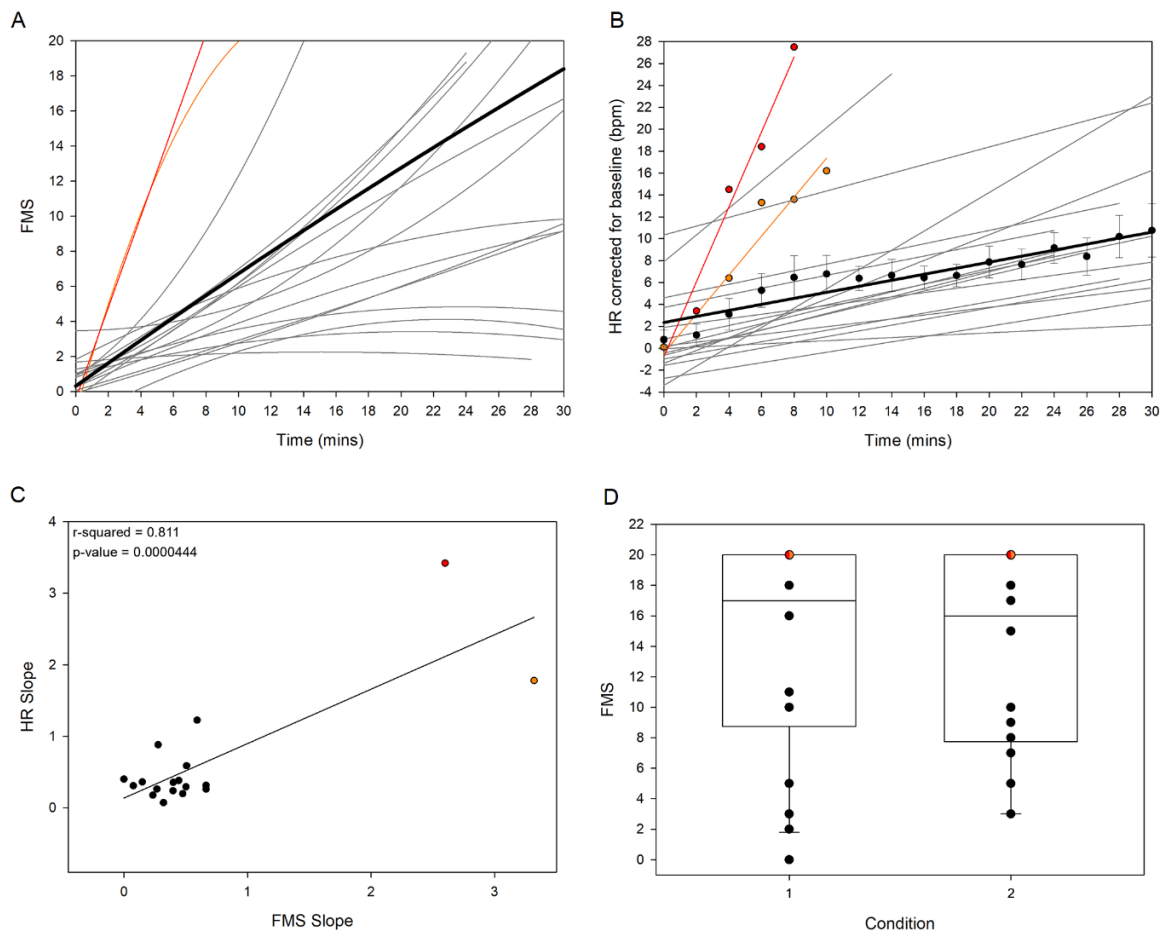 A
FMS
20
18
16
14
12
10
8
6
4
2
0
0 2 4 6 8 10 12 14 16 18 20 22 24 26 28 30
Time (mins)
B
HR corrected for baseline (bpm)
28
26
24
22
20
18
16
14
12
10
8
6
4
2
0
-2
-4
0 2 4 6 8 10 12 14 16 18 20 22 24 26 28 30
Time (mins)
C
r-squared = 0.811
p-value = 0.0000444
HR Slope
4
3
2
1
0
0 1 2 3
FMS Slope
D
FMS
22
20
18
16
14
12
10
8
6
4
2
0
1 2
Condition